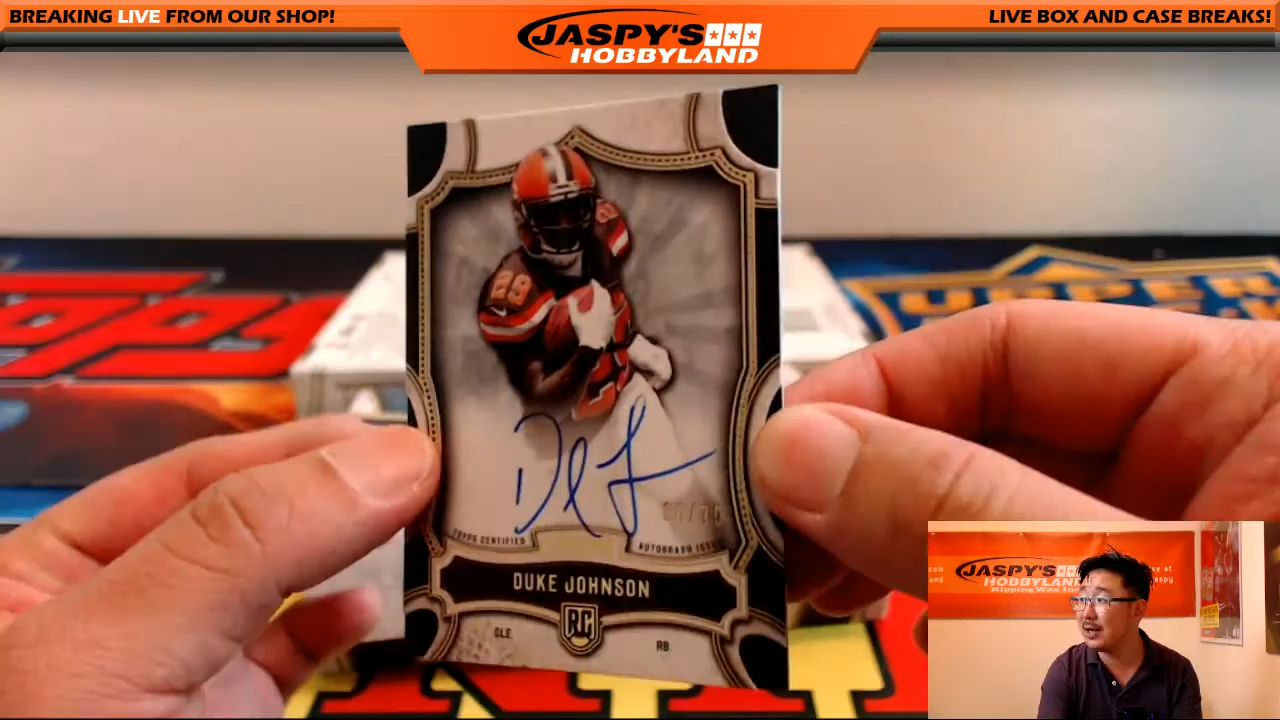 BREAKING LIVE FROM OUR SHOP!
JASPY'S
HOBBYLAND
LIVE BOX AND CASE BREAKS!
UPPER
TOPPS CERTIFIED
AUTOGRAPH ISSUE
DUKE JOHNSON
RC
CLE.
RB
JASPY'S
HOBBYLAND
Ripping Wax